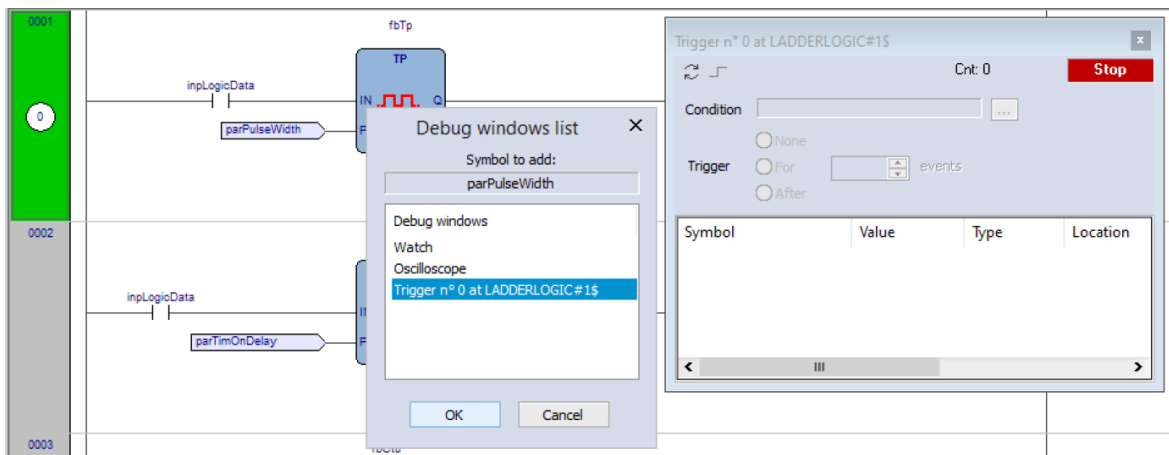 0001
fbTp
TP
inpLogicData
IN
Q
0
parPulseWidth
P
0002
inpLogicData
parTimOnDelay
P
0003
Debug windows list
Symbol to add:
parPulseWidth
Debug windows
Watch
Oscilloscope
Trigger n° 0 at LADDERLOGIC#1$
OK
Cancel
Trigger n° 0 at LADDERLOGIC#1$
x
Cnt: 0
Stop
Condition
...
None
Trigger
For
events
After
Symbol Value Type Location